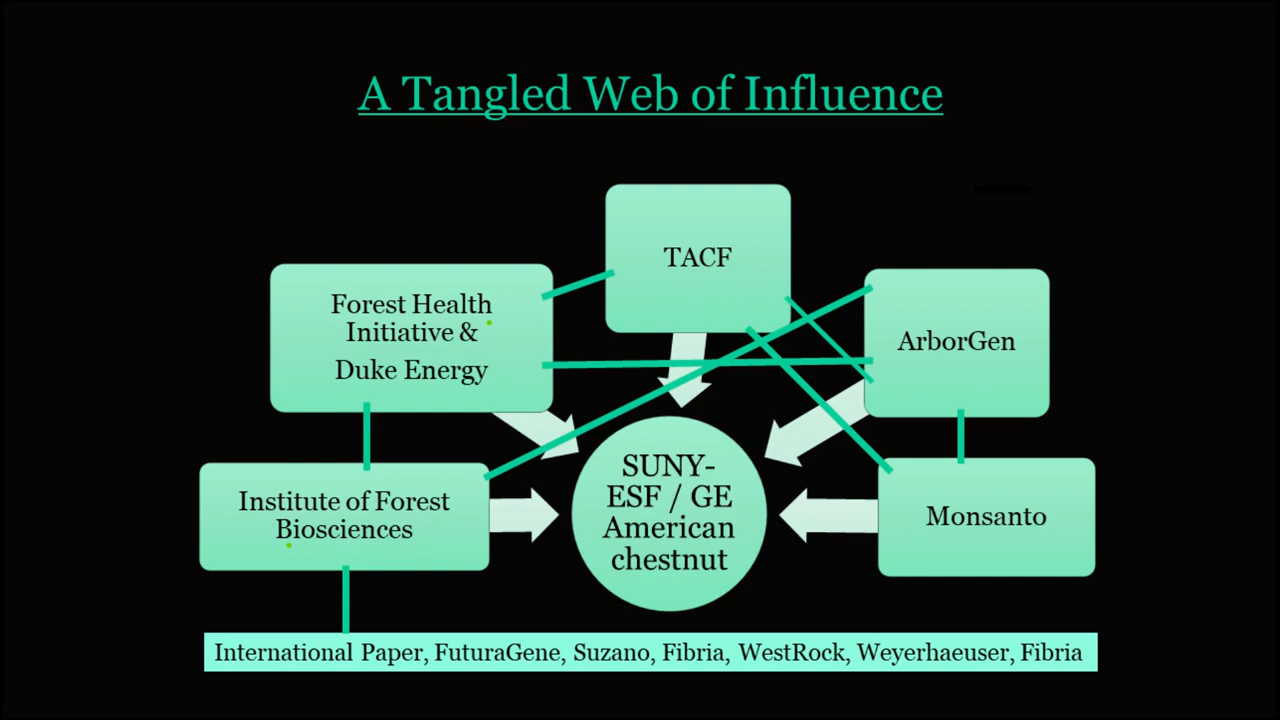 A Tangled Web of Influence
TACF
Forest Health
Initiative &
Duke Energy
ArborGen
SUNY-
ESF / GE
American
chestnut
Institute of Forest
Biosciences
Monsanto
International Paper, FuturaGene, Suzano, Fibria, WestRock, Weyerhaeuser, Fibria